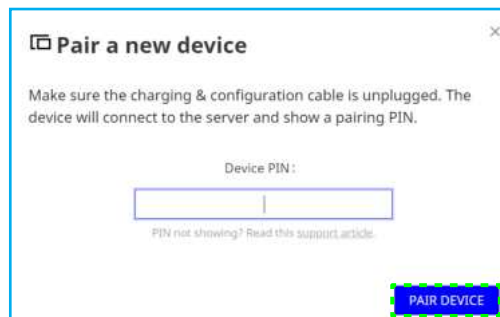 Pair a new device
Make sure the charging & configuration cable is unplugged. The
device will connect to the server and show a pairing PIN.
Device PIN:
PIN not showing? Read this support article.
PAIR DEVICE